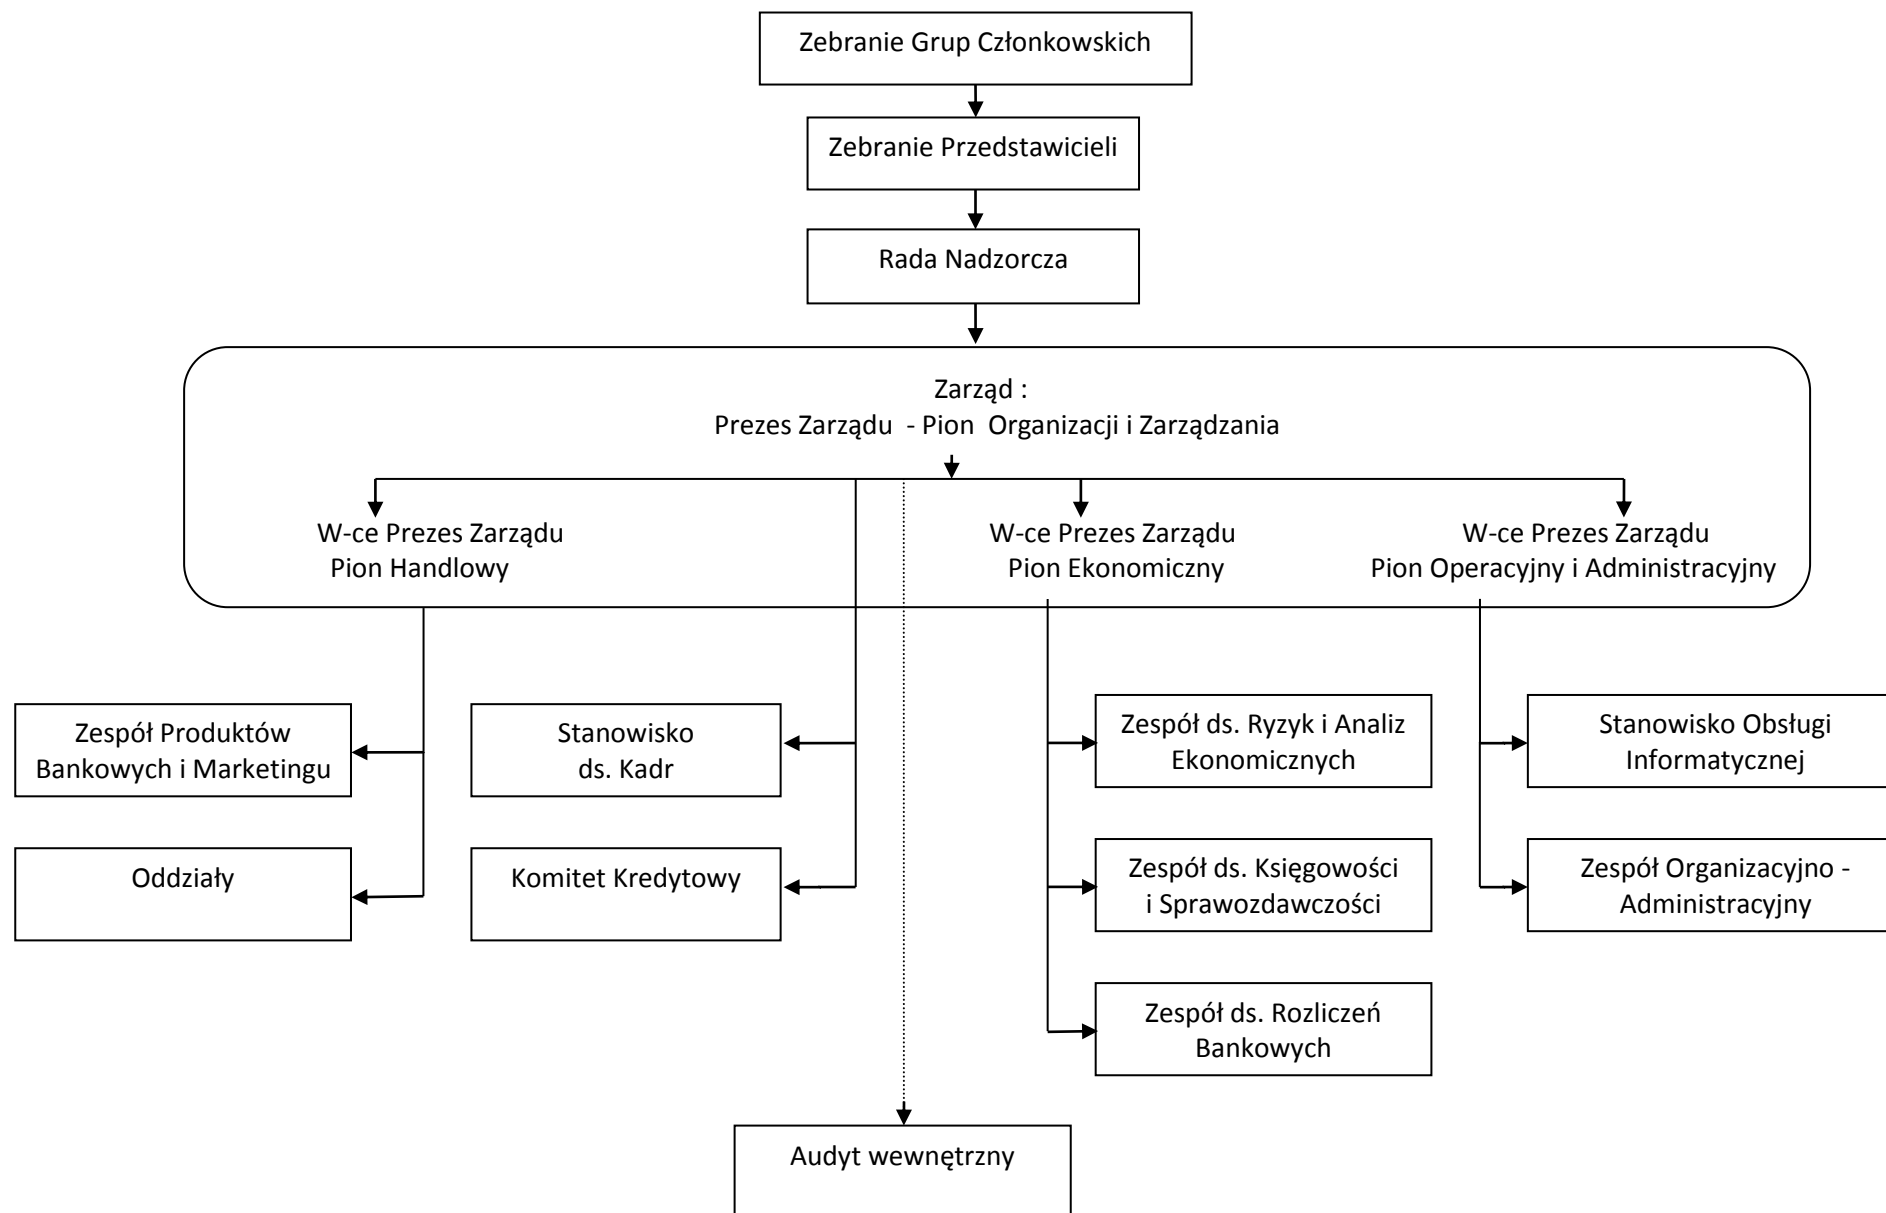 Zebranie Grup Członkowskich
Zebranie Przedstawicieli
Rada Nadzorcza
Zarząd :
Prezes Zarządu - Pion Organizacji i Zarządzania
W-ce Prezes Zarządu
Pion Handlowy
W-ce Prezes Zarządu
Pion Ekonomiczny
W-ce Prezes Zarządu
Pion Operacyjny i Administracyjny
Zespół Produktów
Bankowych i Marketingu
Stanowisko
ds. Kadr
Zespół ds. Ryzyk i Analiz
Ekonomicznych
Stanowisko Obsługi
Informatycznej
Oddziały
Komitet Kredytowy
Zespół ds. Księgowości
i Sprawozdawczości
Zespół Organizacyjno -
Administracyjny
Zespół ds. Rozliczeń
Bankowych
Audyt wewnętrzny